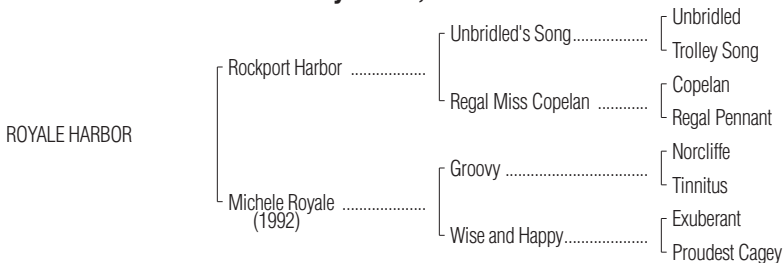 Unbridled
Unbridled's Song.................
Trolley Song
Rockport Harbor ..................
Copelan
Regal Miss Copelan ............
Regal Pennant
ROYALE HARBOR
Norcliffe
Groovy ..................................
Tinnitus
Michele Royale ....................
(1992)
Exuberant
Wise and Happy....................
Proudest Cagey